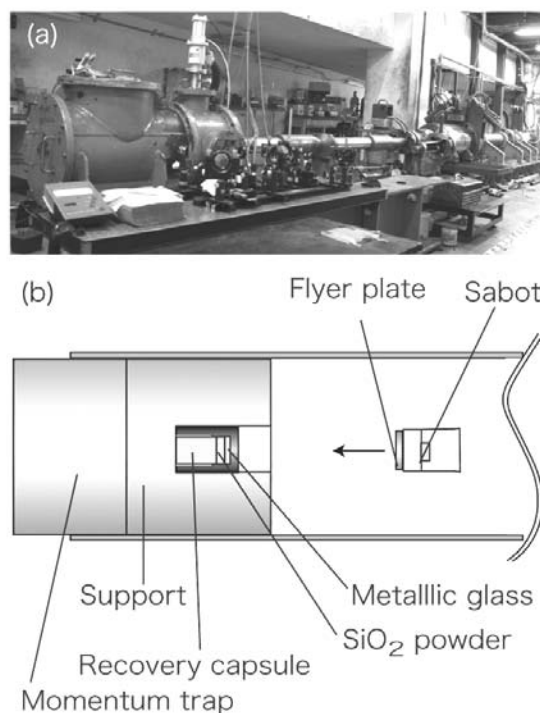 (a)
(b)
Flyer plate
Sabot
Support
Metalllic glass
SiO₂ powder
Recovery capsule
Momentum trap